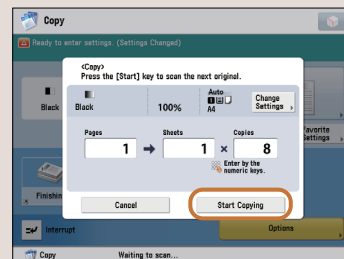 Copy
Ready to enter settings. (Settings Changed)
<Copy>
Press the [Start] key to scan the next original.
Black
Black
100%
Auto
A4
Change Settings
Favorite Settings
Pages
Sheets
Copies
1
1
×
8
Enter by the numeric keys.
Finishin
Cancel
Start Copying
Interrupt
Options
Copy
Waiting to scan...